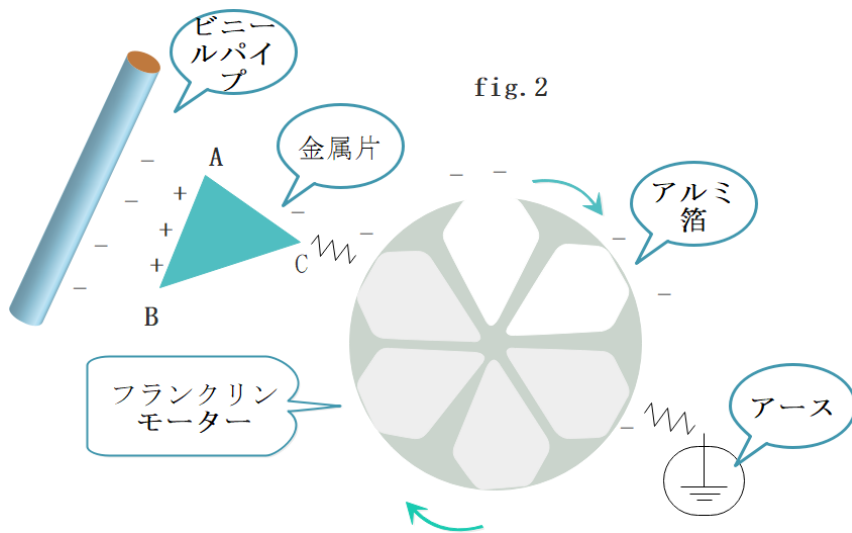 ビニー
ルパイ
プ
fig.2
A
金属片
アルミ
箔
C
B
フランクリン
モーター
アース